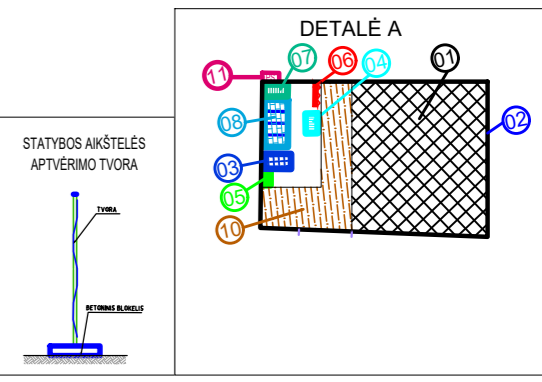 DETALĖ A
11
07
06
04
01
08
02
03
05
10
STATYBOS AIKŠTELĖS
APTVĖRIMO TVORA
TVORA
BETONINIS BLOKELIS